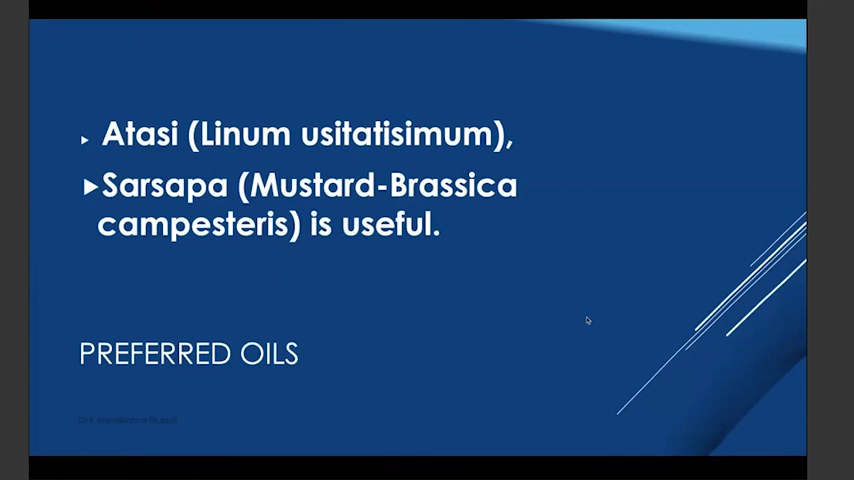 Atasi (Linum usitatisimum),
Sarsapa (Mustard-Brassica
campesteris) is useful.
PREFERRED OILS